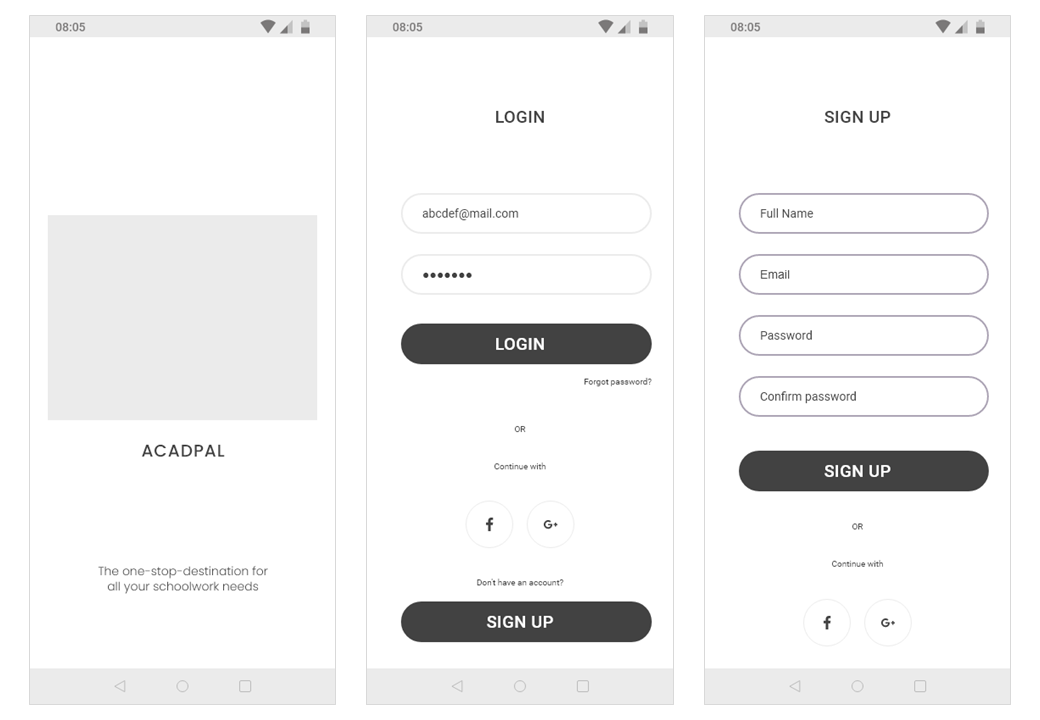 08:05
ACADPAL
The one-stop-destination for
all your schoolwork needs
08:05
LOGIN
abcdef@mail.com
•••••••
LOGIN
Forgot password?
OR
Continue with
f
G+
Don't have an account?
SIGN UP
08:05
SIGN UP
Full Name
Email
Password
Confirm password
SIGN UP
OR
Continue with
f
G+